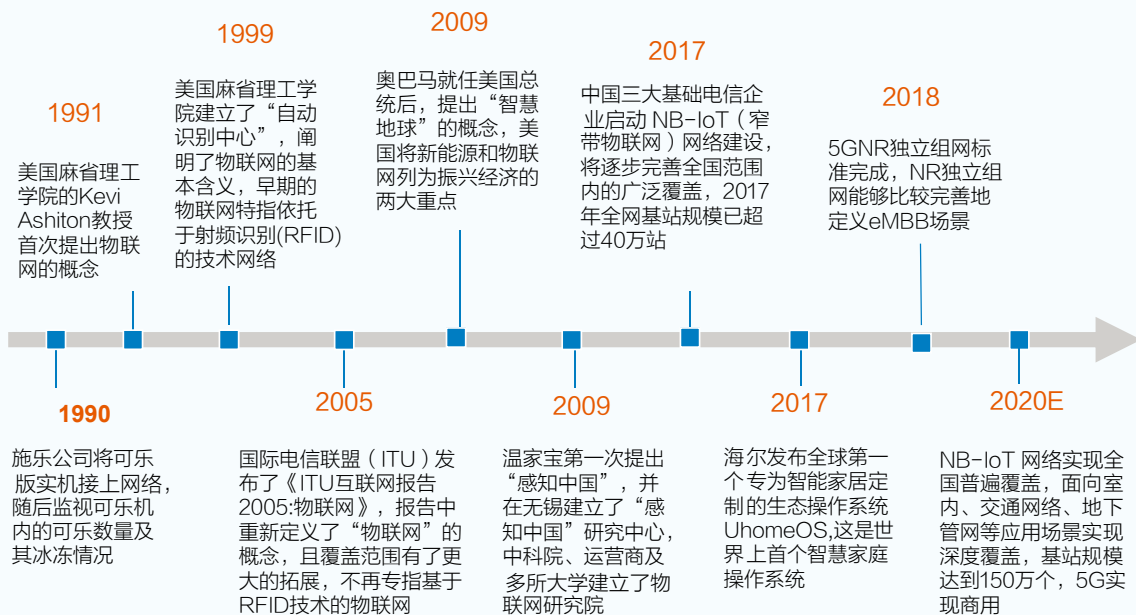 1991
美国麻省理工
学院的Kevi
Ashiton教授
首次提出物联
网的概念
1999
美国麻省理工学
院建立了“自动
识别中心”，阐
明了物联网的基
本含义，早期的
物联网特指依托
于射频识别(RFID)
的技术网络
2009
奥巴马就任美国总
统后，提出“智慧
地球”的概念，美
国将新能源和物联
网列为振兴经济的
两大重点
2017
中国三大基础电信企
业启动 NB-IoT（窄
带物联网）网络建设，
将逐步完善全国范围
内的广泛覆盖，2017
年全网基站规模已超
过40万站
2018
5GNR独立组网标
准完成，NR独立组
网能够比较完善地
定义eMBB场景
1990
施乐公司将可乐
版实机接上网络，
随后监视可乐机
内的可乐数量及
其冰冻情况
2005
国际电信联盟（ITU）发
布了《ITU互联网报告
2005:物联网》，报告中
重新定义了“物联网”的
概念，且覆盖范围有了更
大的拓展，不再专指基于
RFID技术的物联网
2009
温家宝第一次提出
“感知中国”，并
在无锡建立了“感
知中国”研究中心，
中科院、运营商及
多所大学建立了物
联网研究院
2017
海尔发布全球第一
个专为智能家居定
制的生态操作系统
UhomeOS,这是世
界上首个智慧家庭
操作系统
2020E
NB-IoT 网络实现全
国普遍覆盖，面向室
内、交通网络、地下
管网等应用场景实现
深度覆盖，基站规模
达到150万个，5G实
现商用